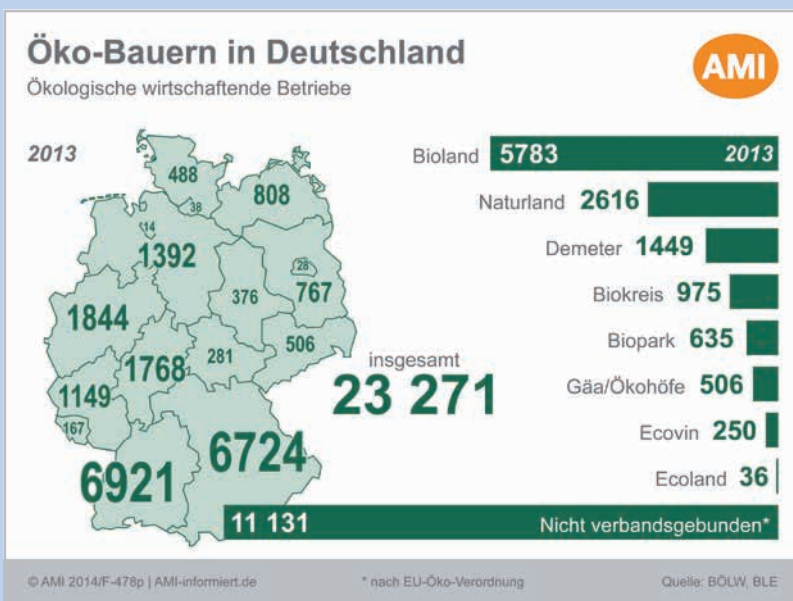 Öko-Bauern in Deutschland
Ökologische wirtschaftende Betriebe
AMI
2013
488
38
808
14
1392
28
767
376
1844
506
1768
281
1149
167
6724
6921
insgesamt
23 271
Bioland 5783 2013
Naturland 2616
Demeter 1449
Biokreis 975
Biopark 635
Gäa/Ökohöfe 506
Ecovin 250
Ecoland 36
11 131 Nicht verbandsgebunden*
© AMI 2014/F-478p | AMI-informiert.de * nach EU-Öko-Verordnung Quelle: BÖLW, BLE